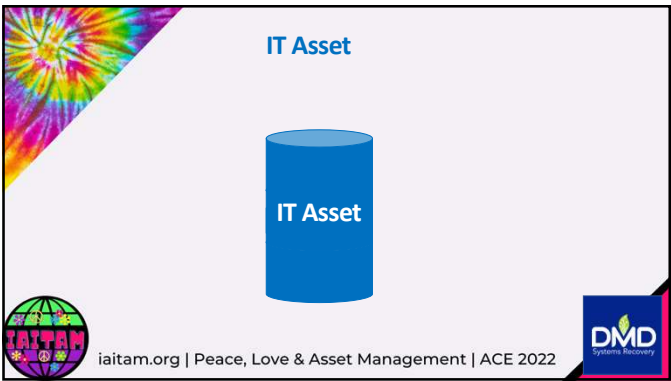 IT Asset
IT Asset
IAITAM
iaitam.org | Peace, Love & Asset Management | ACE 2022
DMD
Systems Recovery